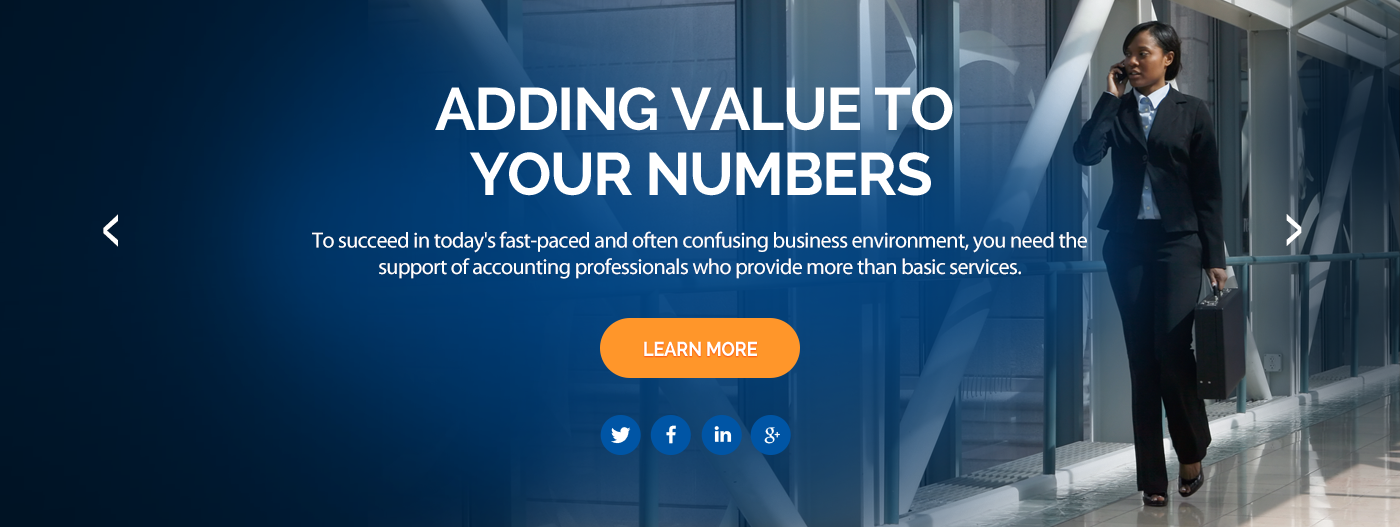 ADDING VALUE TO
YOUR NUMBERS
To succeed in today's fast-paced and often confusing business environment, you need the
support of accounting professionals who provide more than basic services.
LEARN MORE
f in g+